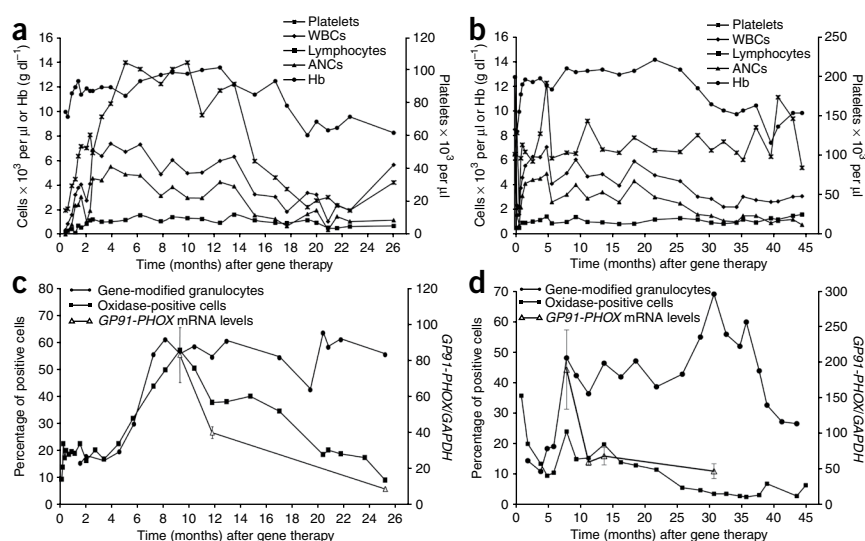 a
Platelets
WBCs
Lymphocytes
ANCs
Hb
Cells × 10³ per µl or Hb (g dl⁻¹)
16
14
12
10
8
6
4
2
0
120
100
80
60
40
20
0
Platelets × 10³ per µl
0 2 4 6 8 10 12 14 16 18 20 22 24 26
Time (months) after gene therapy
b
Platelets
WBCs
Lymphocytes
ANCs
Hb
Cells × 10³ per µl or Hb (g dl⁻¹)
16
14
12
10
8
6
4
2
0
250
200
150
100
50
0
Platelets × 10³ per µl
0 5 10 15 20 25 30 35 40 45
Time (months) after gene therapy
c
Gene-modified granulocytes
Oxidase-positive cells
GP91-PHOX mRNA levels
Percentage of positive cells
80
70
60
50
40
30
20
10
0
120
100
80
60
40
20
0
GP91-PHOX/GAPDH
0 2 4 6 8 10 12 14 16 18 20 22 24 26
Time (months) after gene therapy
d
Gene-modified granulocytes
Oxidase-positive cells
GP91-PHOX mRNA levels
Percentage of positive cells
70
60
50
40
30
20
10
0
300
250
200
150
100
50
0
GP91-PHOX/GAPDH
0 5 10 15 20 25 30 35 40 45
Time (months) after gene therapy